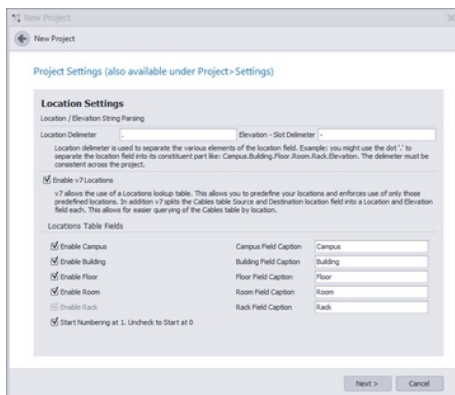 New Project
New Project
Project Settings (also available under Project>Settings)
Location Settings
Location / Elevation String Parsing
Location Delimeter . Elevation - Slot Delimeter -
Location delimeter is used to separate the various elements of the location field. Example: you might use the dot '.' to
separate the location field into its constituent part like: Campus.Building.Floor.Room.Rack.Elevation. The delimeter must be
consistent across the project.
Enable v7 Locations
v7 allows the use of a Locations lookup table. This allows you to predefine your locations and enforces use of only those
predefined locations. In addition v7 splits the Cables table Source and Destination location field into a Location and Elevation
field each. This allows for easier querying of the Cables table by location.
Locations Table Fields
Enable Campus Campus Field Caption Campus
Enable Building Building Field Caption Building
Enable Floor Floor Field Caption Floor
Enable Room Room Field Caption Room
Enable Rack Rack Field Caption Rack
Start Numbering at 1. Uncheck to Start at 0
Next > Cancel